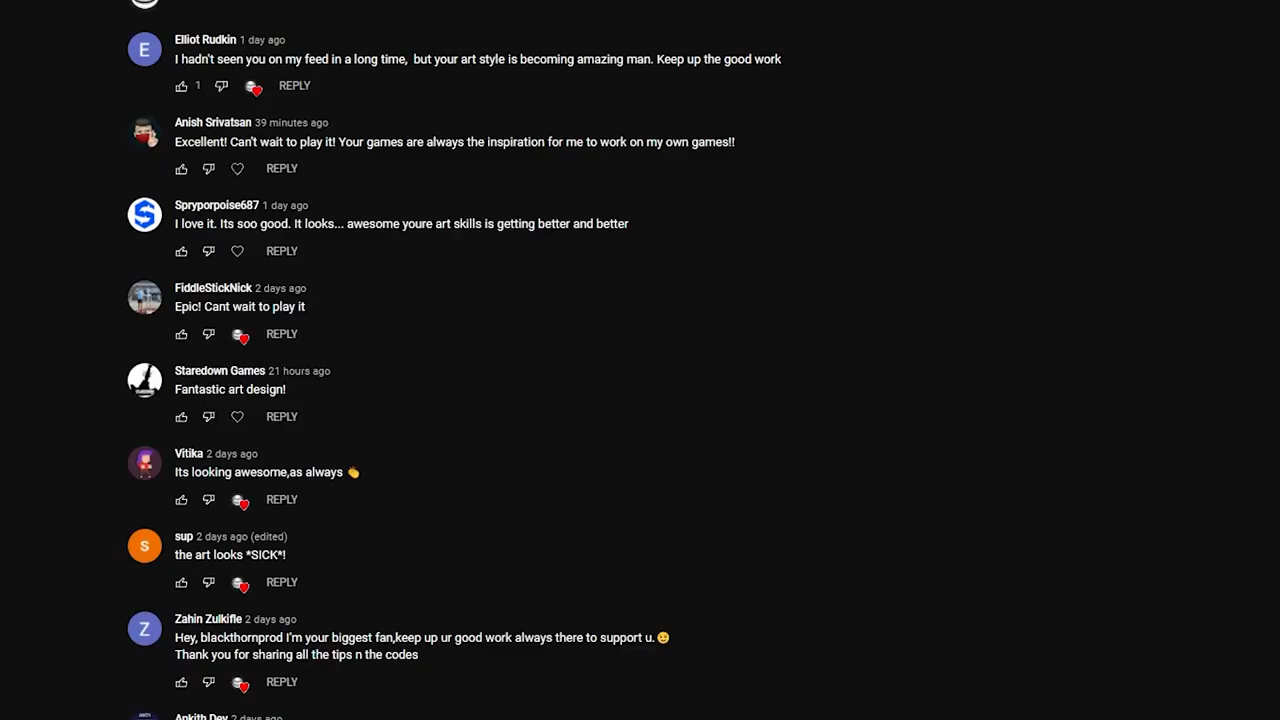 Elliot Rudkin 1 day ago
I hadn't seen you on my feed in a long time, but your art style is becoming amazing man. Keep up the good work
1 REPLY
Anish Srivatsan 39 minutes ago
Excellent! Can't wait to play it! Your games are always the inspiration for me to work on my own games!!
REPLY
Spryporpoise687 1 day ago
I love it. Its soo good. It looks... awesome youre art skills is getting better and better
REPLY
FiddleStickNick 2 days ago
Epic! Cant wait to play it
REPLY
Staredown Games 21 hours ago
Fantastic art design!
REPLY
Vitika 2 days ago
Its looking awesome,as always 👏
REPLY
sup 2 days ago (edited)
the art looks *SICK*!
REPLY
Zahin Zulkifle 2 days ago
Hey, blackthornprod I'm your biggest fan,keep up ur good work always there to support u.😉
Thank you for sharing all the tips n the codes
REPLY
Ankith Dev 2 days ago